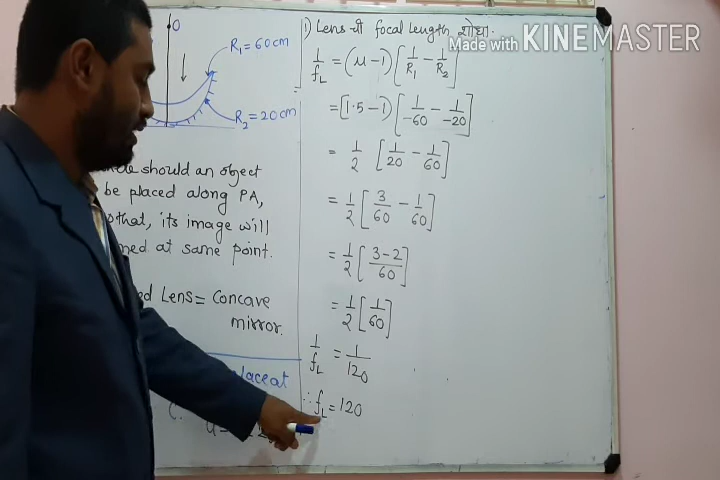 O
R₁ = 60 cm
R₂ = 20 cm
should an object
be placed along PA,
its image will
at same point.
Lens = Concave
mirror.
at
1) Lens ची focal Length शोधा.
Made with KINEMASTER
1/f_L = (μ - 1) [1/R₁ - 1/R₂]
= [1.5 - 1) [1/-60 - 1/-20]
= 1/2 [1/20 - 1/60]
= 1/2 [3/60 - 1/60]
= 1/2 [3-2/60]
= 1/2 [1/60]
1/f_L = 1/120
∴ f_L = 120